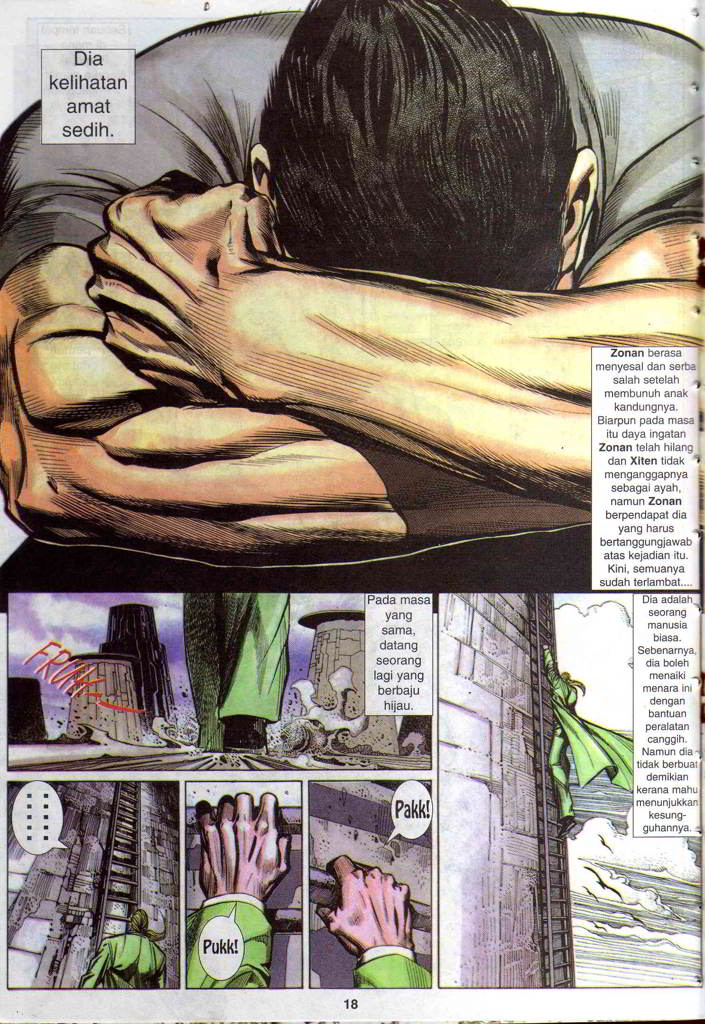 Dia
kelihatan
amat
sedih.
Zonan berasa
menyesal dan serba
salah setelah
membunuh anak
kandungnya.
Biarpun pada masa
itu daya ingatan
Zonan telah hilang
dan Xiten tidak
menganggapnya
sebagai ayah,
namun Zonan
berpendapat dia
yang harus
bertanggungjawab
atas kejadian itu.
Kini, semuanya
sudah terlambat....
Pada masa
yang
sama,
datang
seorang
lagi yang
berbaju
hijau.
Dia adalah
seorang
manusia
biasa.
Sebenarnya,
dia boleh
menaiki
menara ini
dengan
bantuan
peralatan
canggih.
Namun dia
tidak berbuat
demikian
kerana mahu
menunjukkan
kesung-
guhannya.
Pukk!
Pakk!
18